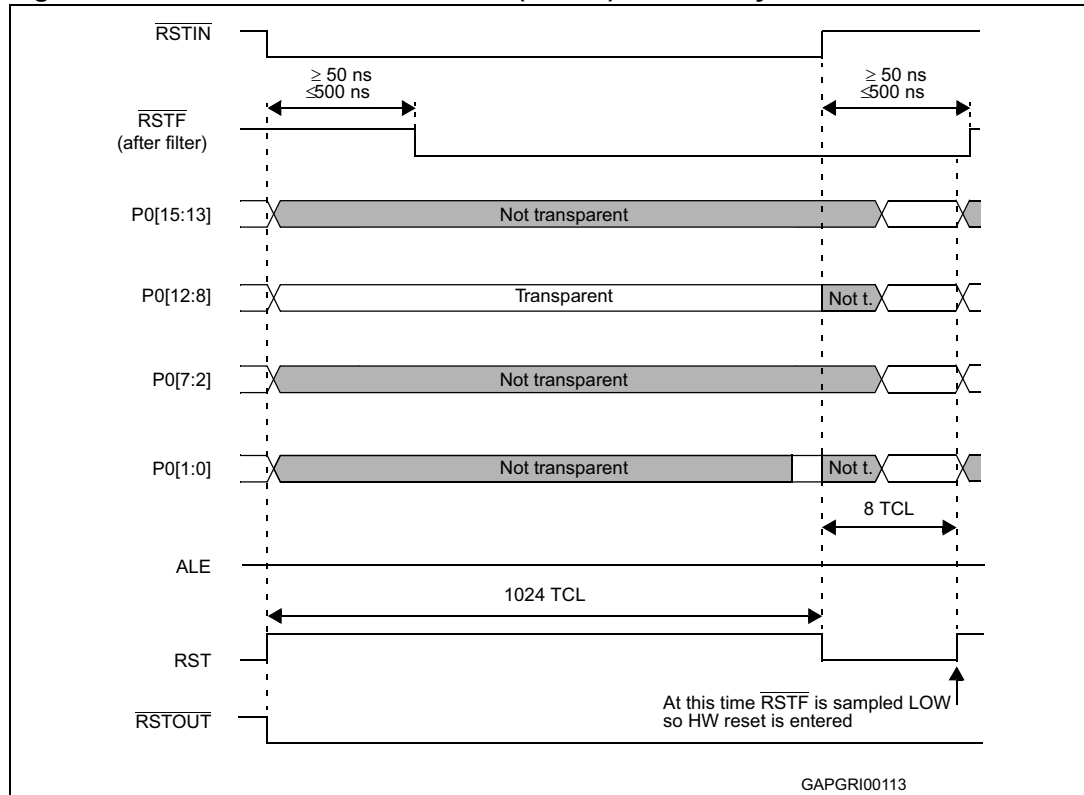 RSTIN
≥ 50 ns
≤500 ns
≥ 50 ns
≤500 ns
RSTF
(after filter)
P0[15:13]
Not transparent
P0[12:8]
Transparent
Not t.
P0[7:2]
Not transparent
P0[1:0]
Not transparent
Not t.
8 TCL
ALE
1024 TCL
RST
At this time RSTF is sampled LOW
so HW reset is entered
RSTOUT
GAPGRI00113